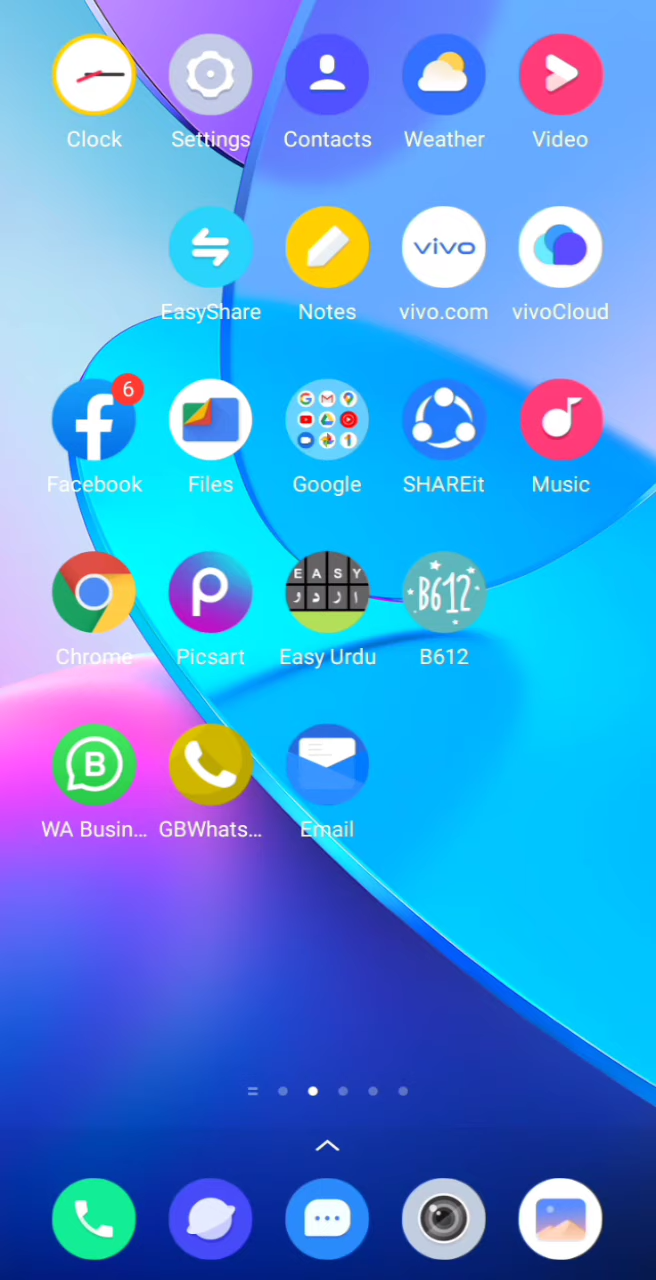 Clock Settings Contacts Weather Video
vivo
EasyShare Notes vivo.com vivoCloud
6
Facebook Files Google SHAREit Music
E A S Y
ر د و ا
B612
Chrome Picsart Easy Urdu B612
B
WA Busin... GBWhats... Email